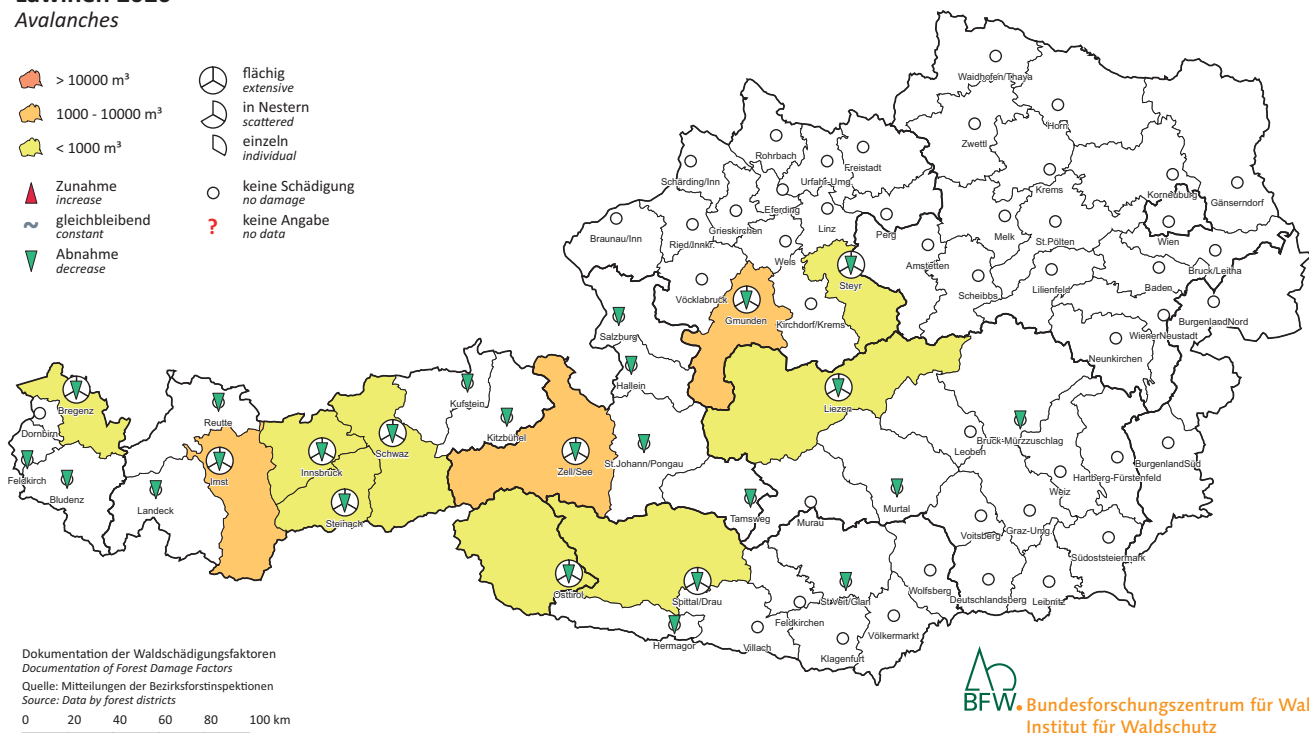 Avalanches
> 10000 m³
1000 - 10000 m³
< 1000 m³
Zunahme
increase
gleichbleibend
constant
Abnahme
decrease
flächig
extensive
in Nestern
scattered
einzeln
individual
keine Schädigung
no damage
?
keine Angabe
no data
Waidhofen/Thaya
Horn
Zwettl
Rohrbach
Freistadt
Schärding/Inn
Urfahr-Umg.
Krems
Korneuburg
Gänserndorf
Eferding
Grieskirchen
Linz
Braunau/Inn
Ried/Innkr.
Perg
Melk
St.Pölten
Wien
Wels
Amstetten
Bruck/Leitha
Steyr
Scheibbs
Lilienfeld
Baden
Vöcklabruck
Gmunden
Kirchdorf/Krems
BurgenlandNord
WienerNeustadt
Salzburg
Neunkirchen
Hallein
Kufstein
Bregenz
Liezen
Reutte
Dornbirn
Kitzbühel
Bruck-Mürzzuschlag
Leoben
Schwaz
Innsbruck
Zell/See
St.Johann/Pongau
BurgenlandSüd
Hartberg-Fürstenfeld
Feldkirch
Imst
Bludenz
Weiz
Landeck
Steinach
Tamsweg
Murau
Murtal
Voitsberg
Graz-Umg.
Südoststeiermark
Osttirol
Spittal/Drau
St.Veit/Glan
Wolfsberg
Deutschlandsberg
Leibnitz
Feldkirchen
Völkermarkt
Hermagor
Villach
Klagenfurt
Dokumentation der Waldschädigungsfaktoren
Documentation of Forest Damage Factors
Quelle: Mitteilungen der Bezirksforstinspektionen
Source: Data by forest districts
0 20 40 60 80 100 km
BFW
Bundesforschungszentrum für Wal
Institut für Waldschutz